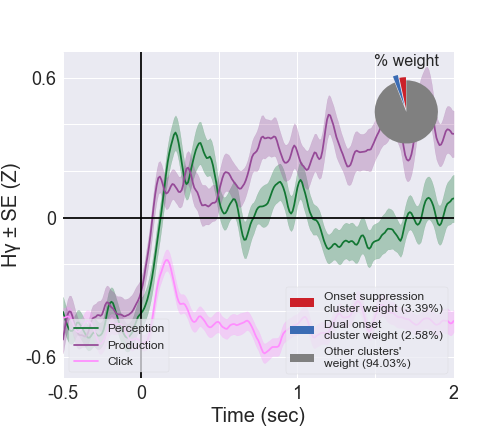 % weight
0.6
0
-0.6
Hγ ± SE (Z)
Perception
Production
Click
Onset suppression
cluster weight (3.39%)
Dual onset
cluster weight (2.58%)
Other clusters'
weight (94.03%)
-0.5 0 1 2
Time (sec)